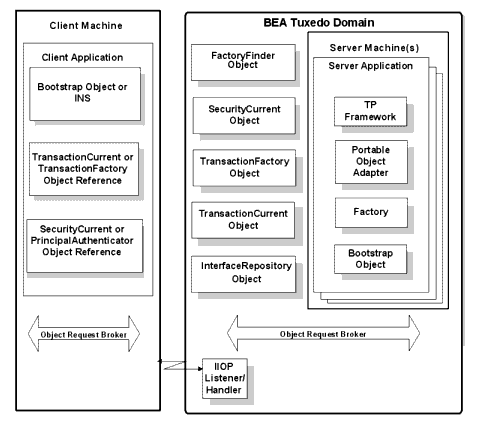 Client Machine
Client Application
Bootstrap Object or
INS
TransactionCurrent or
TransactionFactory
Object Reference
SecurityCurrent or
PrincipalAuthenticator
Object Reference
Object Request Broker
BEA Tuxedo Domain
FactoryFinder
Object
SecurityCurrent
Object
TransactionFactory
Object
TransactionCurrent
Object
InterfaceRepository
Object
Server Machine(s)
Server Application
TP
Framework
Portable
Object
Adapter
Factory
Bootstrap
Object
Object Request Broker
IIOP
Listener/
Handler